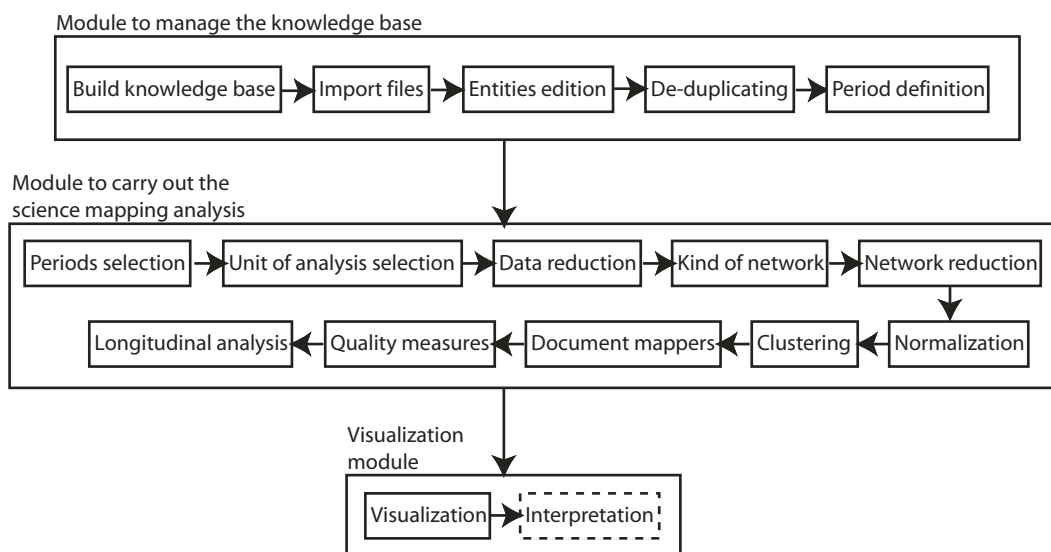 Module to manage the knowledge base
Build knowledge base
Import files
Entities edition
De-duplicating
Period definition
Module to carry out the
science mapping analysis
Periods selection
Unit of analysis selection
Data reduction
Kind of network
Network reduction
Normalization
Clustering
Document mappers
Quality measures
Longitudinal analysis
Visualization
module
Visualization
Interpretation